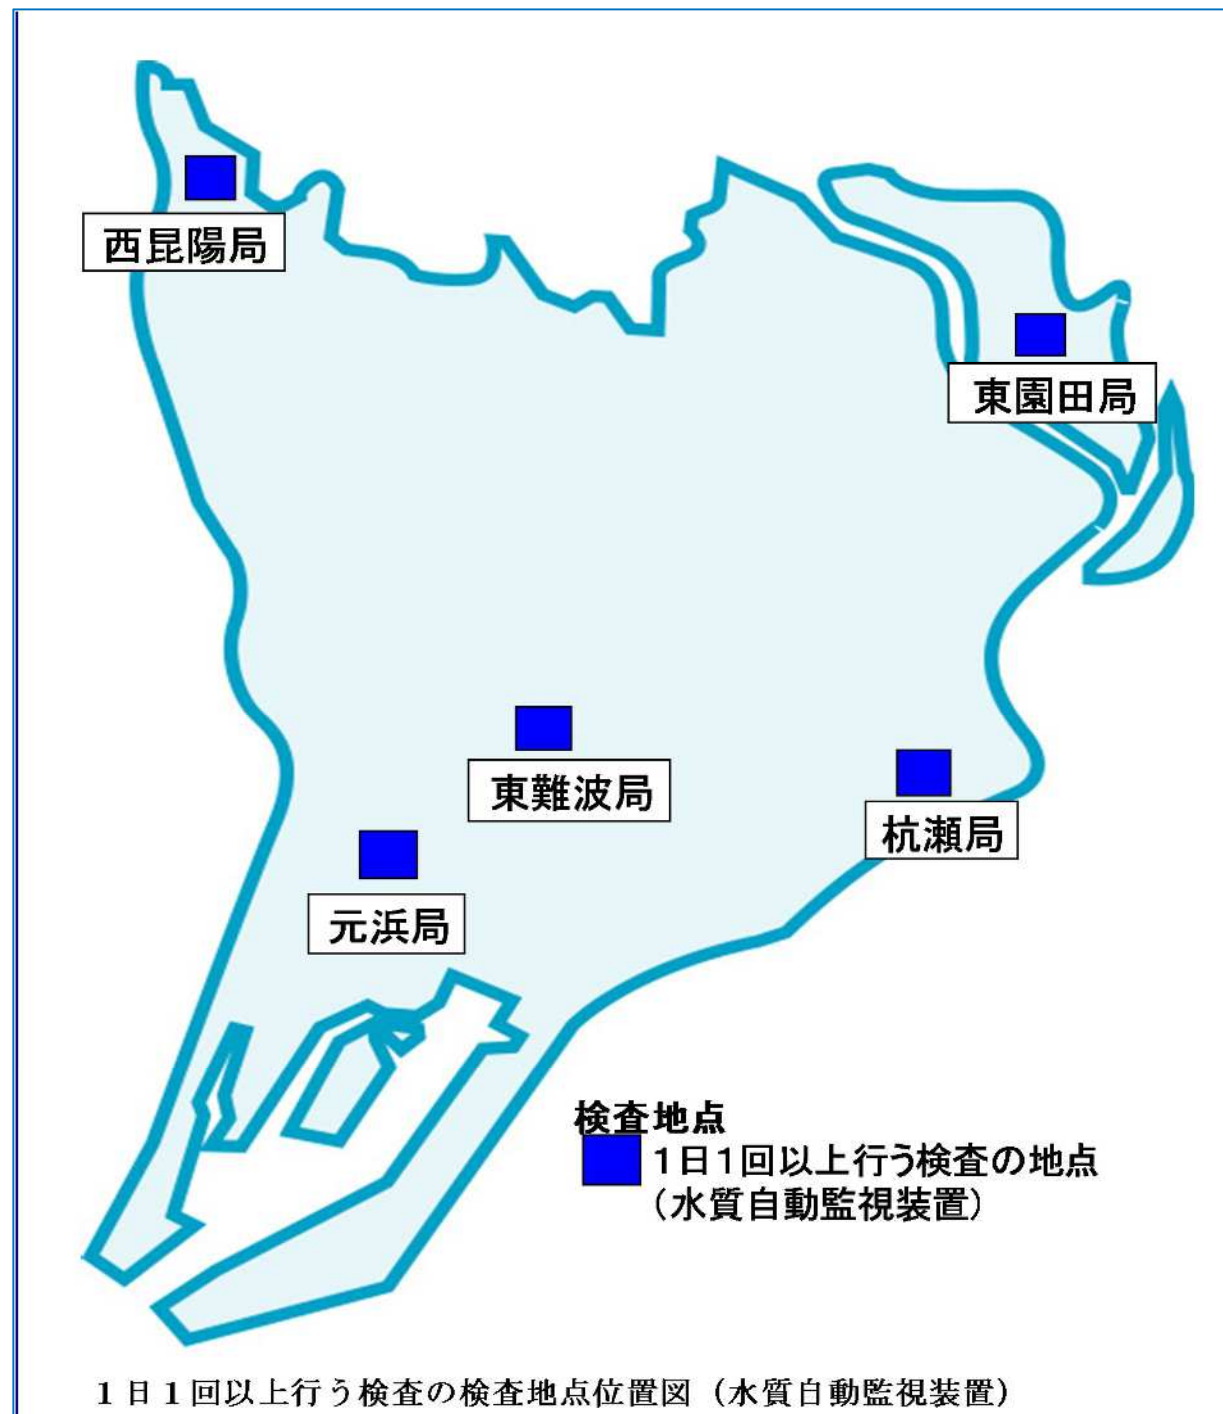 西昆陽局
東園田局
東難波局
杭瀬局
元浜局
検査地点
1日1回以上行う検査の地点
(水質自動監視装置)
1日1回以上行う検査の検査地点位置図(水質自動監視装置)